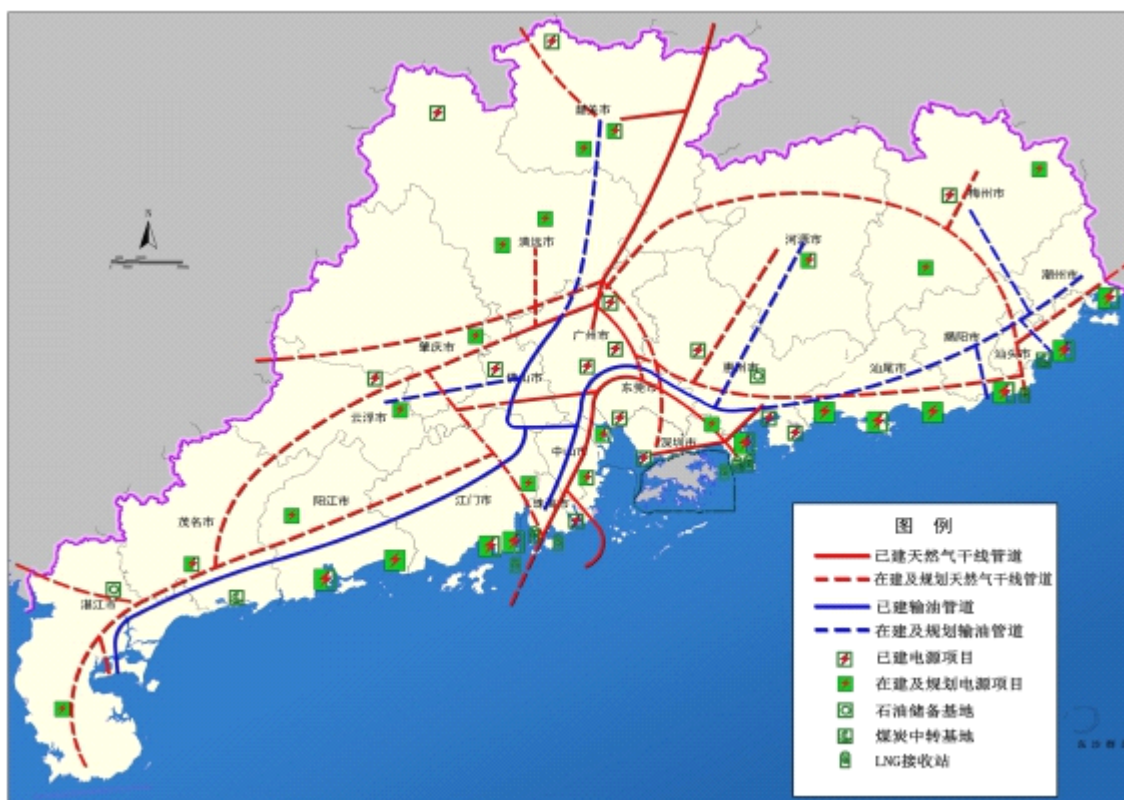 N
韶关市
梅州市
清远市
河源市
潮州市
广州市
肇庆市
揭阳市
汕头市
佛山市
惠州市
汕尾市
东莞市
云浮市
深圳市
中山市
阳江市
江门市
珠海市
茂名市
湛江市
图 例
已建天然气干线管道
在建及规划天然气干线管道
已建输油管道
在建及规划输油管道
已建电源项目
在建及规划电源项目
石油储备基地
煤炭中转基地
LNG接收站